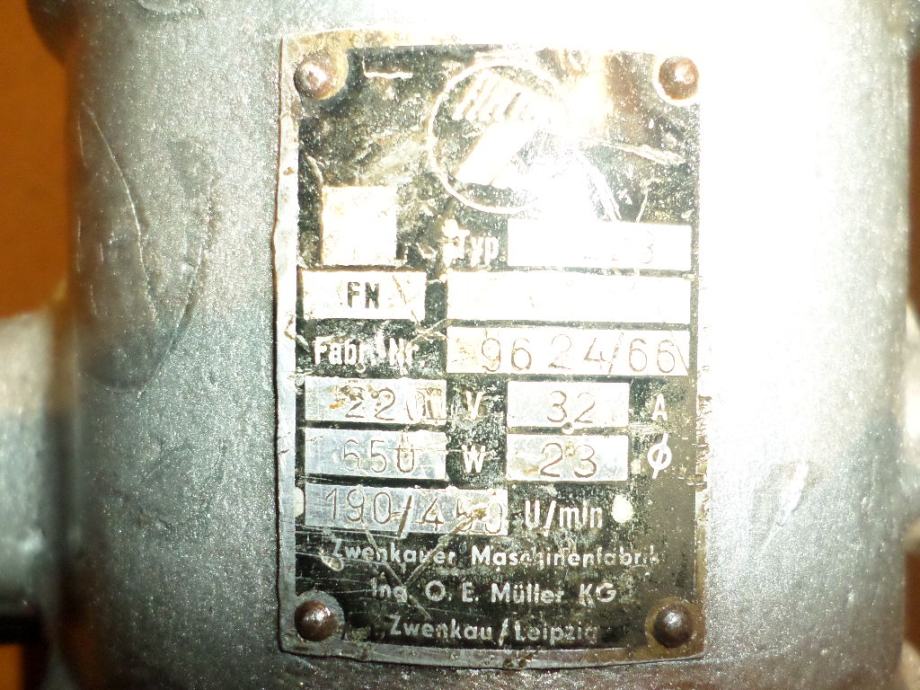 Typ
FN
Fabr. Nr. 9624/66
220 V 3.2 A
650 W 23 ⌀
190/450 U/min
Zwenkauer Maschinenfabrik
Ing. O. E. Müller KG
Zwenkau/Leipzig